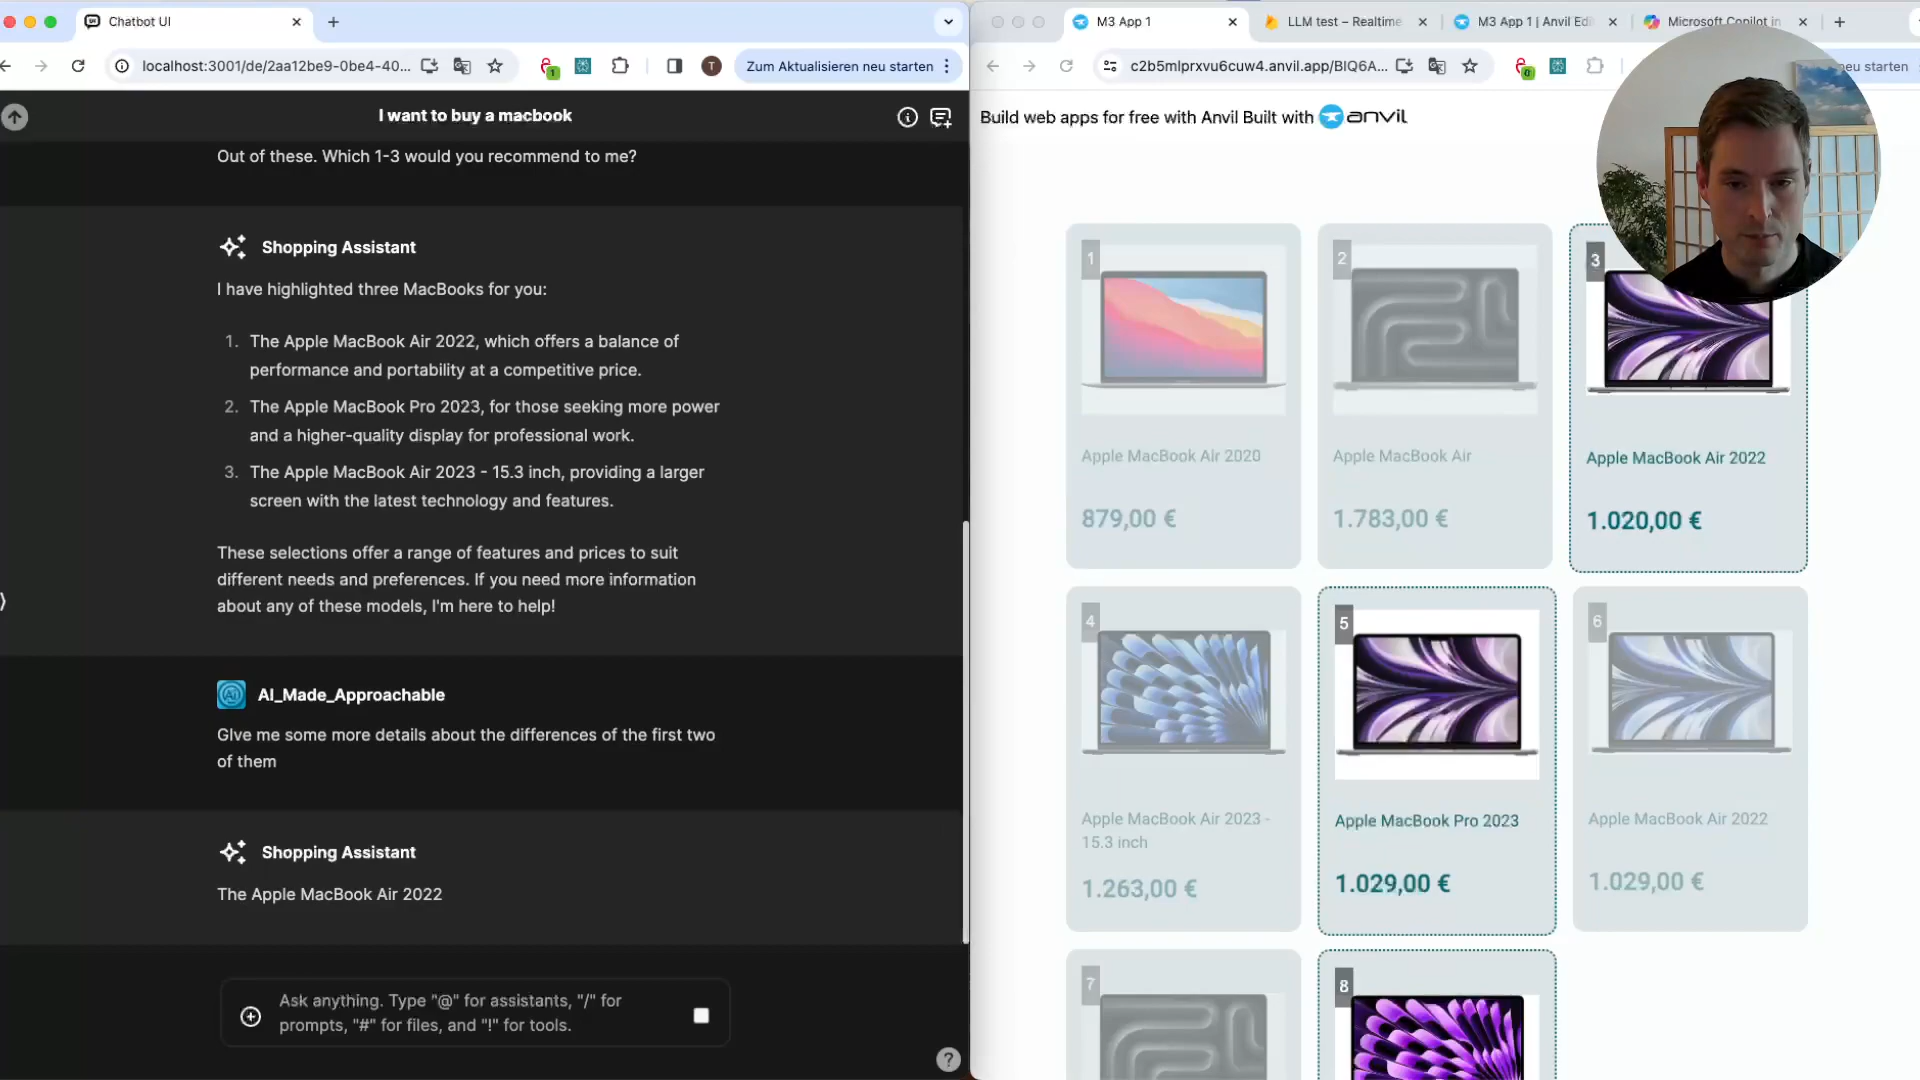 Chatbot UI
localhost:3001/de/2aa12be9-0be4-40...
1
T
Zum Aktualisieren neu starten
I want to buy a macbook
Out of these. Which 1-3 would you recommend to me?
Shopping Assistant
I have highlighted three MacBooks for you:
1. The Apple MacBook Air 2022, which offers a balance of
performance and portability at a competitive price.
2. The Apple MacBook Pro 2023, for those seeking more power
and a higher-quality display for professional work.
3. The Apple MacBook Air 2023 - 15.3 inch, providing a larger
screen with the latest technology and features.
These selections offer a range of features and prices to suit
different needs and preferences. If you need more information
about any of these models, I'm here to help!
AI_Made_Approachable
GIve me some more details about the differences of the first two
of them
Shopping Assistant
The Apple MacBook Air 2022
Ask anything. Type "@" for assistants, "/" for
prompts, "#" for files, and "!" for tools.
?
M3 App 1
LLM test – Realtime
M3 App 1 | Anvil Edi
Microsoft Copilot in
c2b5mlprxvu6cuw4.anvil.app/BIQ6A...
0
neu starten
Build web apps for free with Anvil Built with anvil
1
Apple MacBook Air 2020
879,00 €
2
Apple MacBook Air
1.783,00 €
3
Apple MacBook Air 2022
1.020,00 €
4
Apple MacBook Air 2023 -
15.3 inch
1.263,00 €
5
Apple MacBook Pro 2023
1.029,00 €
6
Apple MacBook Air 2022
1.029,00 €
7
8